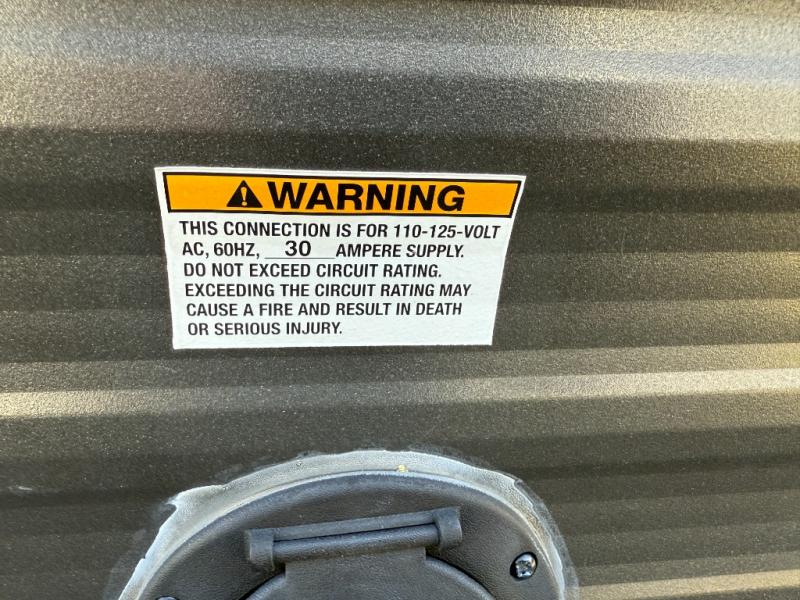 WARNING
THIS CONNECTION IS FOR 110-125-VOLT
AC, 60HZ, 30 AMPERE SUPPLY.
DO NOT EXCEED CIRCUIT RATING.
EXCEEDING THE CIRCUIT RATING MAY
CAUSE A FIRE AND RESULT IN DEATH
OR SERIOUS INJURY.